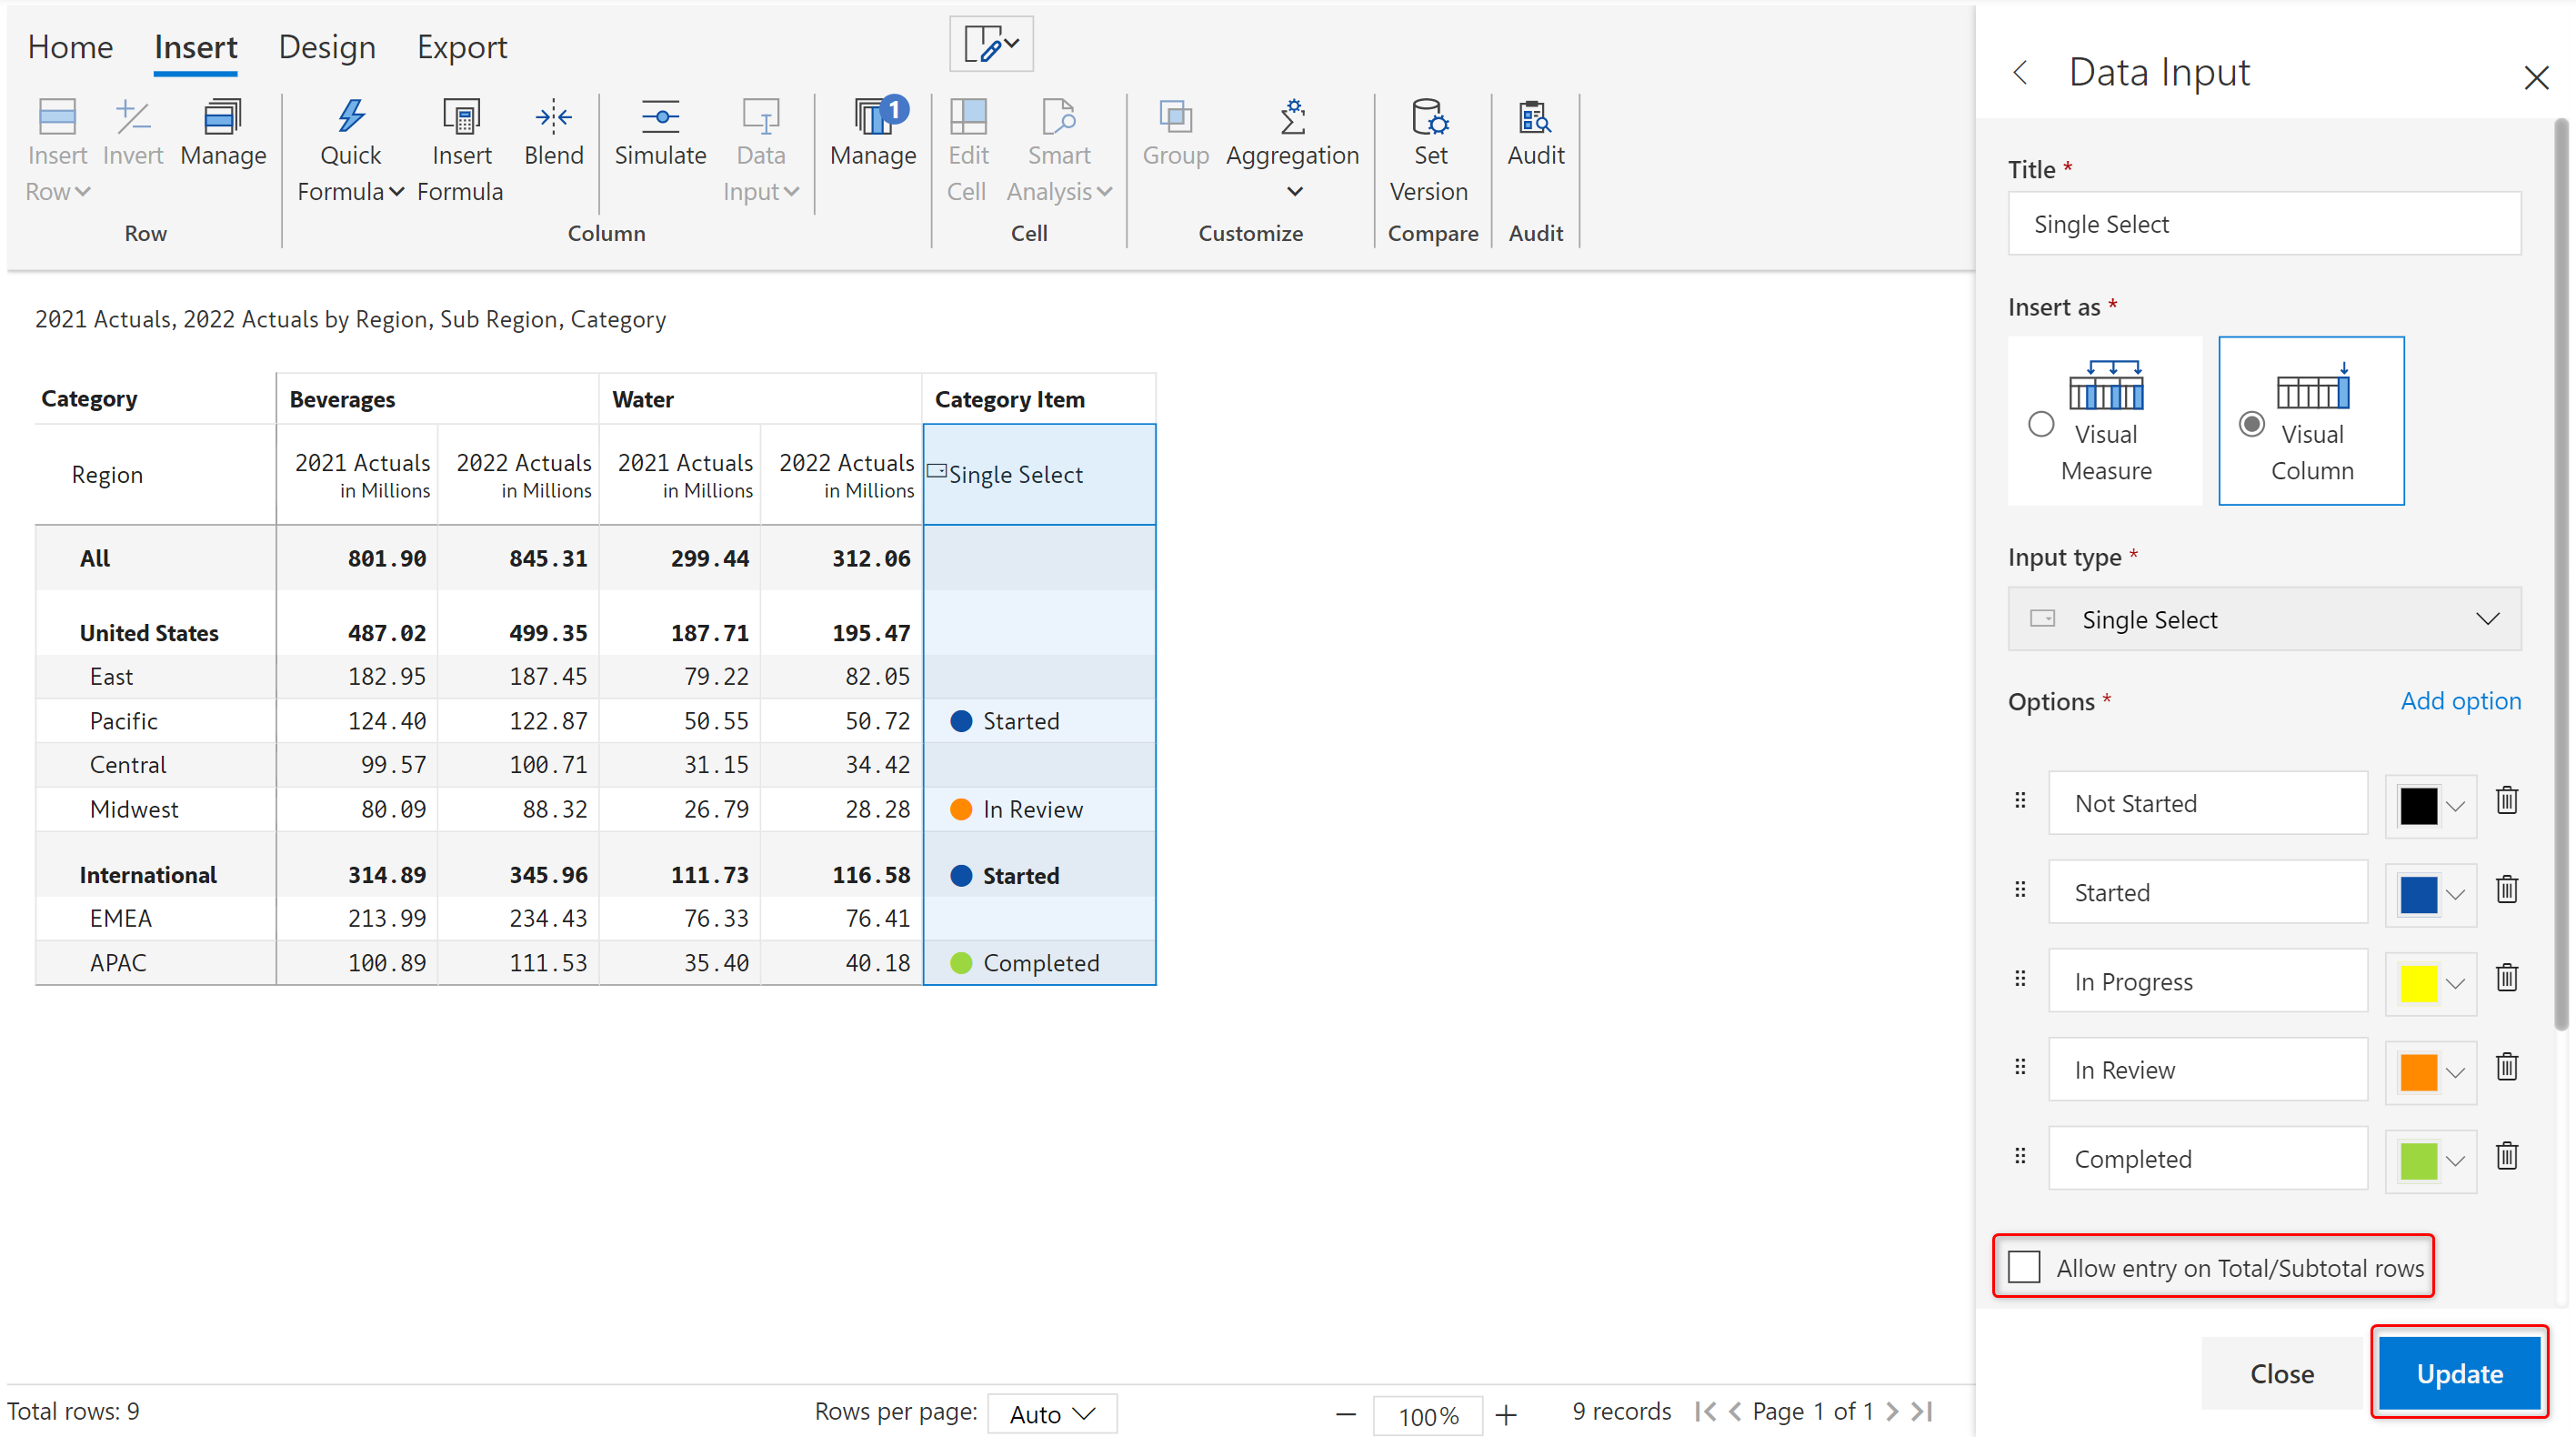 Home Insert Design Export
Insert Row
Invert
Manage
Row
Quick Formula
Insert Formula
Blend
Simulate
Data Input
Manage
1
Column
Edit Cell
Smart Analysis
Cell
Group
Aggregation
Customize
Set Version
Compare
Audit
Audit
2021 Actuals, 2022 Actuals by Region, Sub Region, Category
Category Beverages Water Category Item
Region 2021 Actuals in Millions 2022 Actuals in Millions 2021 Actuals in Millions 2022 Actuals in Millions Single Select
All 801.90 845.31 299.44 312.06
United States 487.02 499.35 187.71 195.47
East 182.95 187.45 79.22 82.05
Pacific 124.40 122.87 50.55 50.72 Started
Central 99.57 100.71 31.15 34.42
Midwest 80.09 88.32 26.79 28.28 In Review
International 314.89 345.96 111.73 116.58 Started
EMEA 213.99 234.43 76.33 76.41
APAC 100.89 111.53 35.40 40.18 Completed
Total rows: 9
Rows per page: Auto
100%
9 records
Page 1 of 1
Data Input
Title *
Single Select
Insert as *
Visual Measure
Visual Column
Input type *
Single Select
Options * Add option
Not Started
Started
In Progress
In Review
Completed
Allow entry on Total/Subtotal rows
Close Update